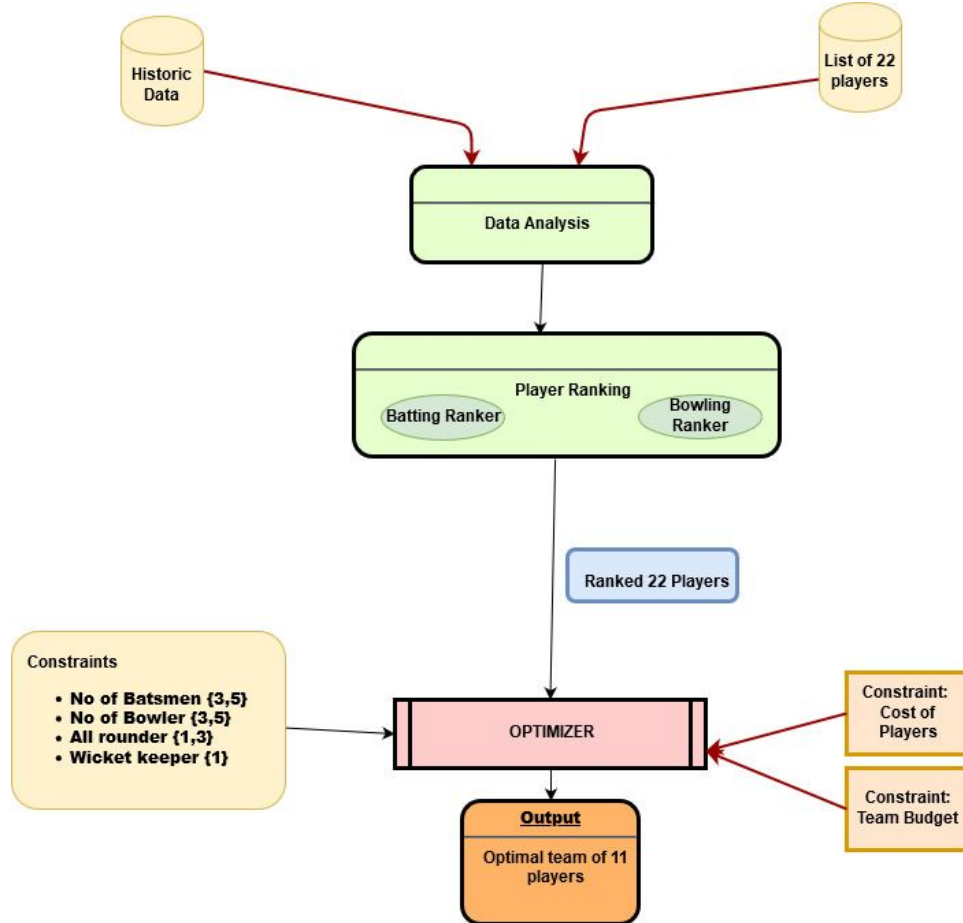 Historic
Data
List of 22
players
Data Analysis
Player Ranking
Batting Ranker
Bowling
Ranker
Ranked 22 Players
Constraints
• No of Batsmen {3,5}
• No of Bowler {3,5}
• All rounder {1,3}
• Wicket keeper {1}
OPTIMIZER
Constraint:
Cost of
Players
Constraint:
Team Budget
Output
Optimal team of 11
players